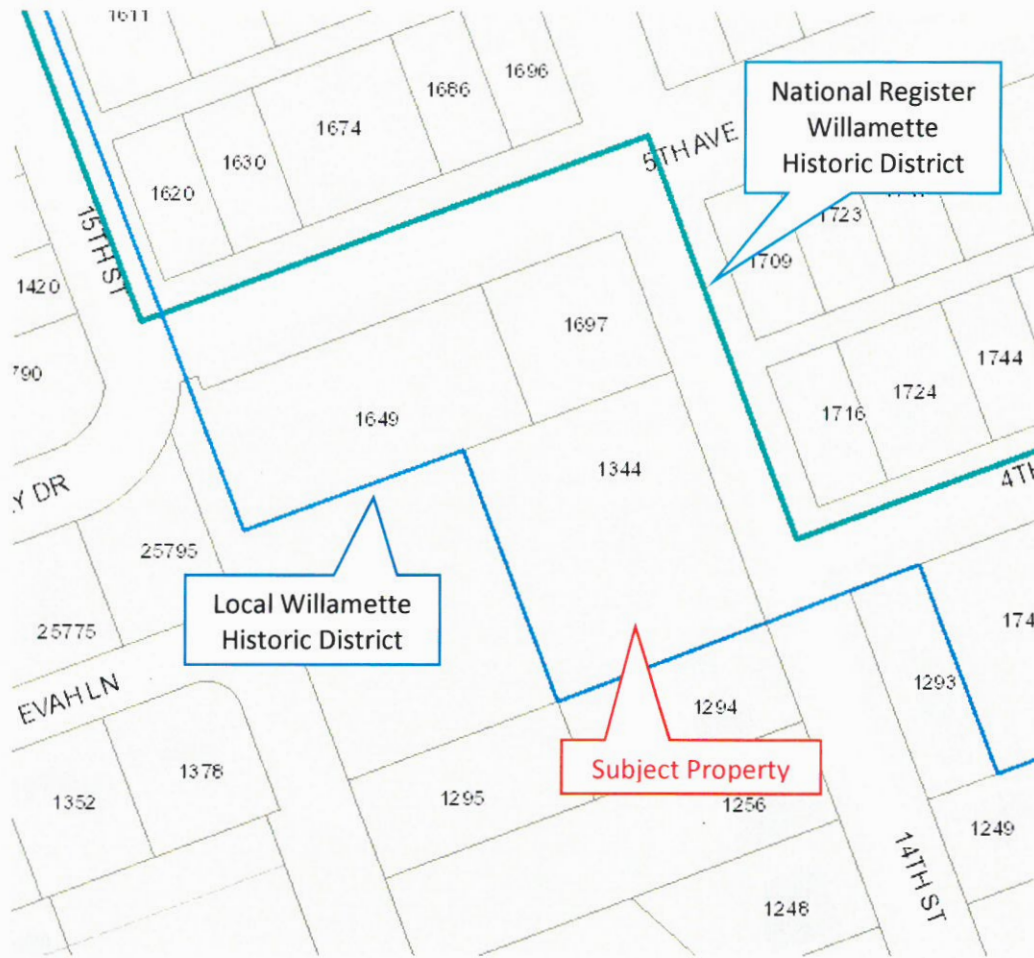 1611
1696
1686
1674
1630
1620
5TH AVE
National Register
Willamette
Historic District
1723
1709
15TH ST
1420
790
1697
1649
1744
1724
1716
1344
4TH
Y DR
25795
Local Willamette
Historic District
25775
EVAH LN
174
1293
1294
Subject Property
1378
1352
1295
1256
1249
14TH ST
1248